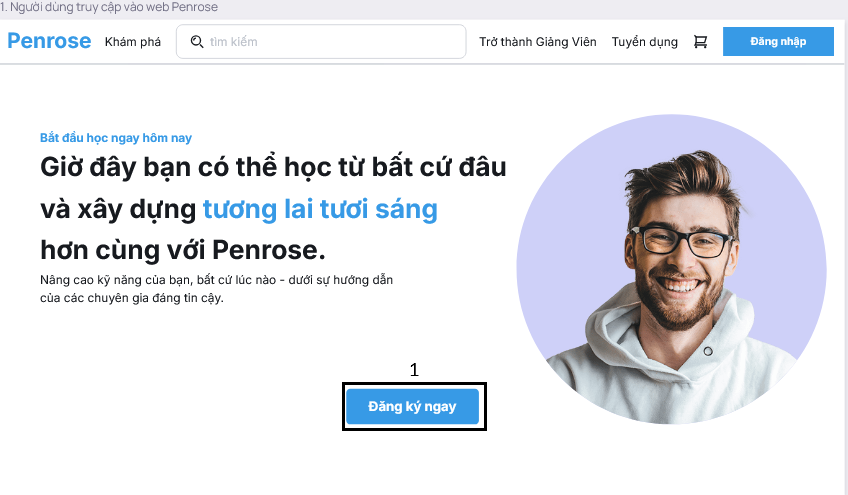 1. Người dùng truy cập vào web Penrose
Penrose Khám phá tìm kiếm Trở thành Giảng Viên Tuyển dụng Đăng nhập
Bắt đầu học ngay hôm nay
Giờ đây bạn có thể học từ bất cứ đâu
và xây dựng tương lai tươi sáng
hơn cùng với Penrose.
Nâng cao kỹ năng của bạn, bất cứ lúc nào - dưới sự hướng dẫn
của các chuyên gia đáng tin cậy.
1
Đăng ký ngay